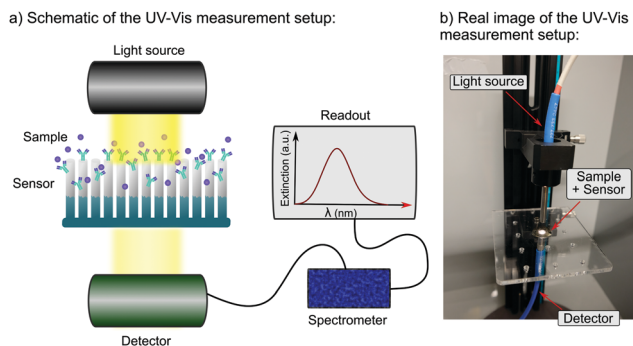 a) Schematic of the UV-Vis measurement setup:
Light source
Sample
Sensor
Detector
Readout
Extinction (a.u.)
λ (nm)
Spectrometer
b) Real image of the UV-Vis
measurement setup:
Light source
Sample
+ Sensor
Detector